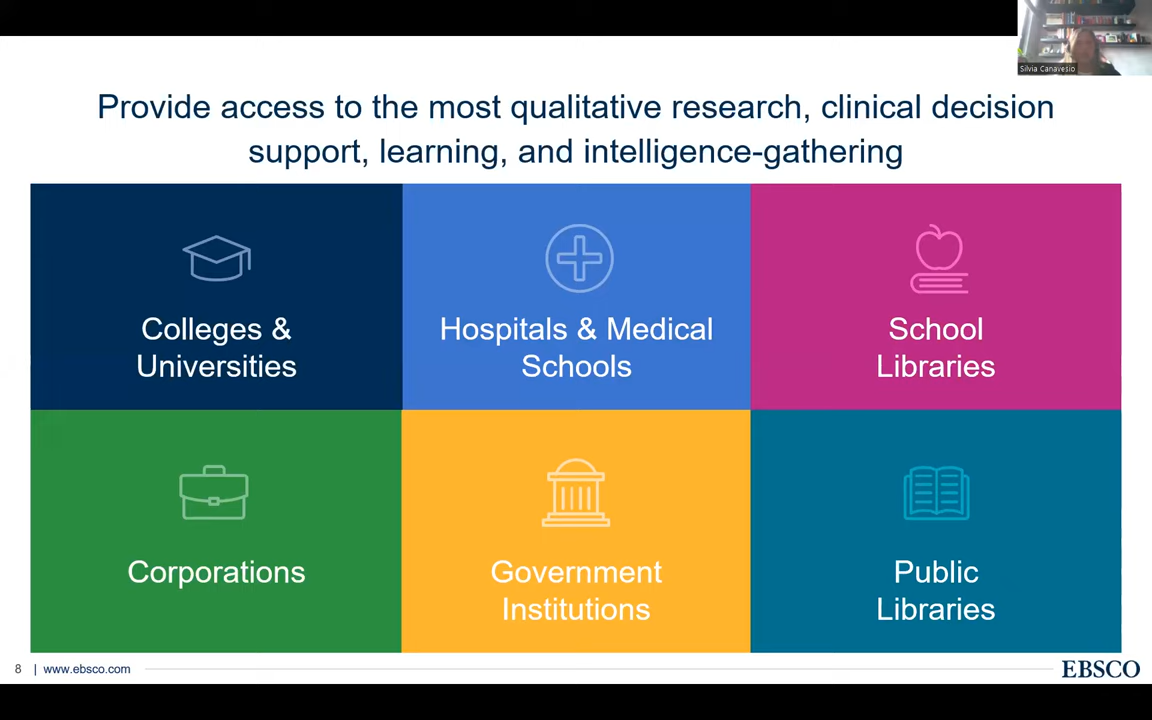 Silvia Canavesio
Provide access to the most qualitative research, clinical decision
support, learning, and intelligence-gathering
Colleges &
Universities
Hospitals & Medical
Schools
School
Libraries
Corporations
Government
Institutions
Public
Libraries
8 | www.ebsco.com
EBSCO